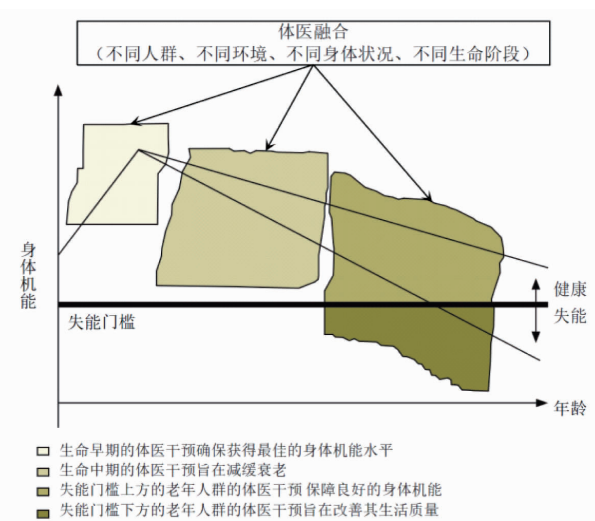 体医融合
（不同人群、不同环境、不同身体状况、不同生命阶段）
身体机能
健康
失能门槛
失能
年龄
生命早期的体医干预确保获得最佳的身体机能水平
生命中期的体医干预旨在减缓衰老
失能门槛上方的老年人群的体医干预 保障良好的身体机能
失能门槛下方的老年人群的体医干预旨在改善其生活质量